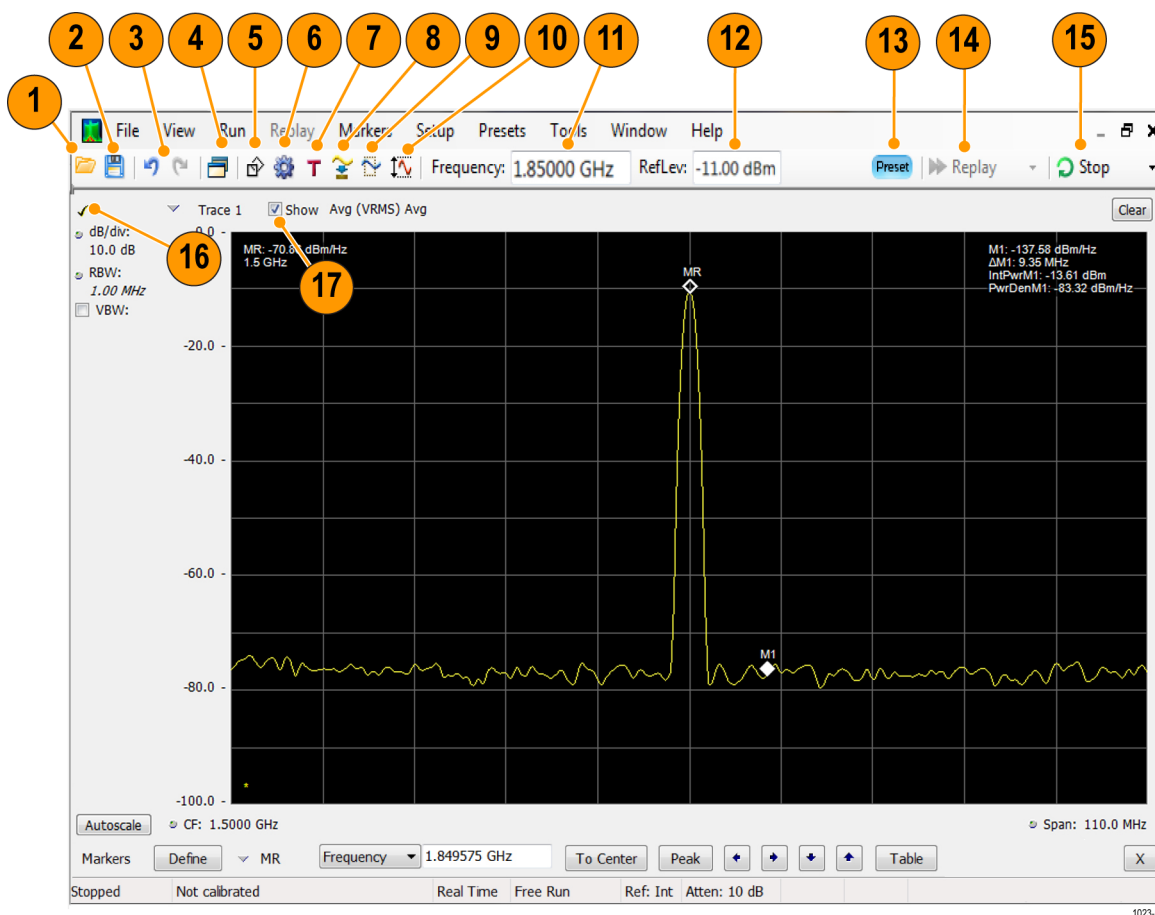 2 3 4 5 6 7 8 9 10 11 12 13 14 15
1
File View Run Replay Markers Setup Presets Tools Window Help
T Frequency: 1.85000 GHz RefLev: -11.00 dBm Preset Replay Stop
Trace 1 Show Avg (VRMS) Avg Clear
dB/div:
10.0 dB
RBW:
1.00 MHz
VBW:
16
17
0.0 -
-20.0 -
-40.0 -
-60.0 -
-80.0 -
-100.0 -
MR: -70.8 dBm/Hz
1.5 GHz
MR
M1: -137.58 dBm/Hz
ΔM1: 9.35 MHz
IntPwrM1: -13.61 dBm
PwrDenM1: -83.32 dBm/Hz
M1
*
Autoscale CF: 1.5000 GHz Span: 110.0 MHz
Markers Define MR Frequency 1.849575 GHz To Center Peak Table X
Stopped Not calibrated Real Time Free Run Ref: Int Atten: 10 dB
1023-